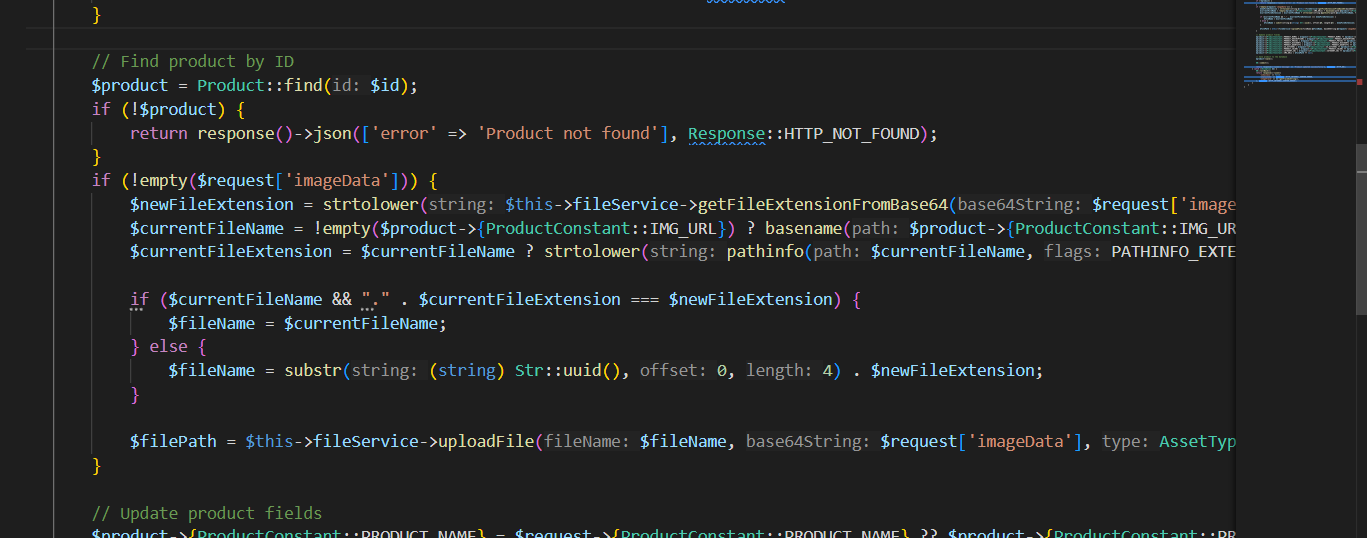 }
// Find product by ID
$product = Product::find(id: $id);
if (!$product) {
return response()->json(['error' => 'Product not found'], Response::HTTP_NOT_FOUND);
}
if (!empty($request['imageData'])) {
$newFileExtension = strtolower(string: $this->fileService->getFileExtensionFromBase64(base64String: $request['image
$currentFileName = !empty($product->{ProductConstant::IMG_URL}) ? basename(path: $product->{ProductConstant::IMG_UR
$currentFileExtension = $currentFileName ? strtolower(string: pathinfo(path: $currentFileName, flags: PATHINFO_EXTE
if ($currentFileName && "." . $currentFileExtension === $newFileExtension) {
$fileName = $currentFileName;
} else {
$fileName = substr(string: (string) Str::uuid(), offset: 0, length: 4) . $newFileExtension;
}
$filePath = $this->fileService->uploadFile(fileName: $fileName, base64String: $request['imageData'], type: AssetTyp
}
// Update product fields
$product->{ProductConstant::PRODUCT_NAME} = $request->{ProductConstant::PRODUCT_NAME} ?? $product->{ProductConstant::PR